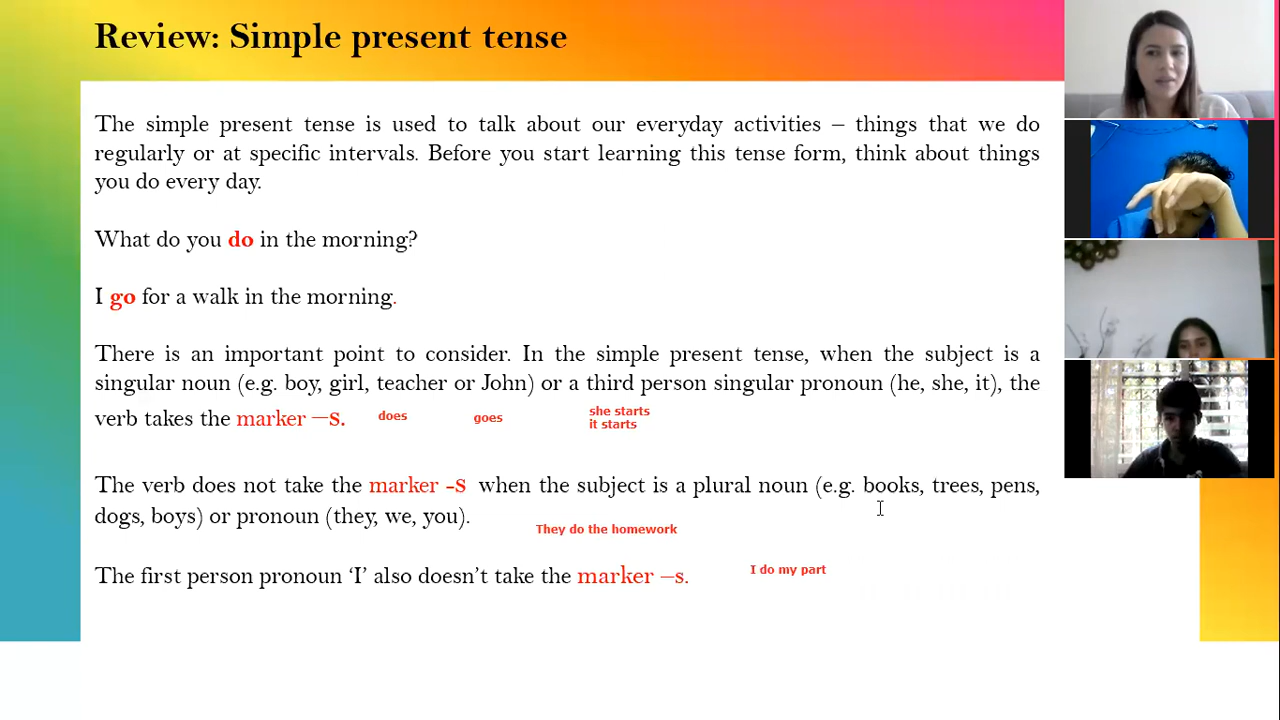 Review: Simple present tense
The simple present tense is used to talk about our everyday activities – things that we do
regularly or at specific intervals. Before you start learning this tense form, think about things
you do every day.
What do you do in the morning?
I go for a walk in the morning.
There is an important point to consider. In the simple present tense, when the subject is a
singular noun (e.g. boy, girl, teacher or John) or a third person singular pronoun (he, she, it), the
verb takes the marker –s. does goes she starts
it starts
The verb does not take the marker -s when the subject is a plural noun (e.g. books, trees, pens,
dogs, boys) or pronoun (they, we, you).
They do the homework
The first person pronoun ‘I’ also doesn’t take the marker –s. I do my part